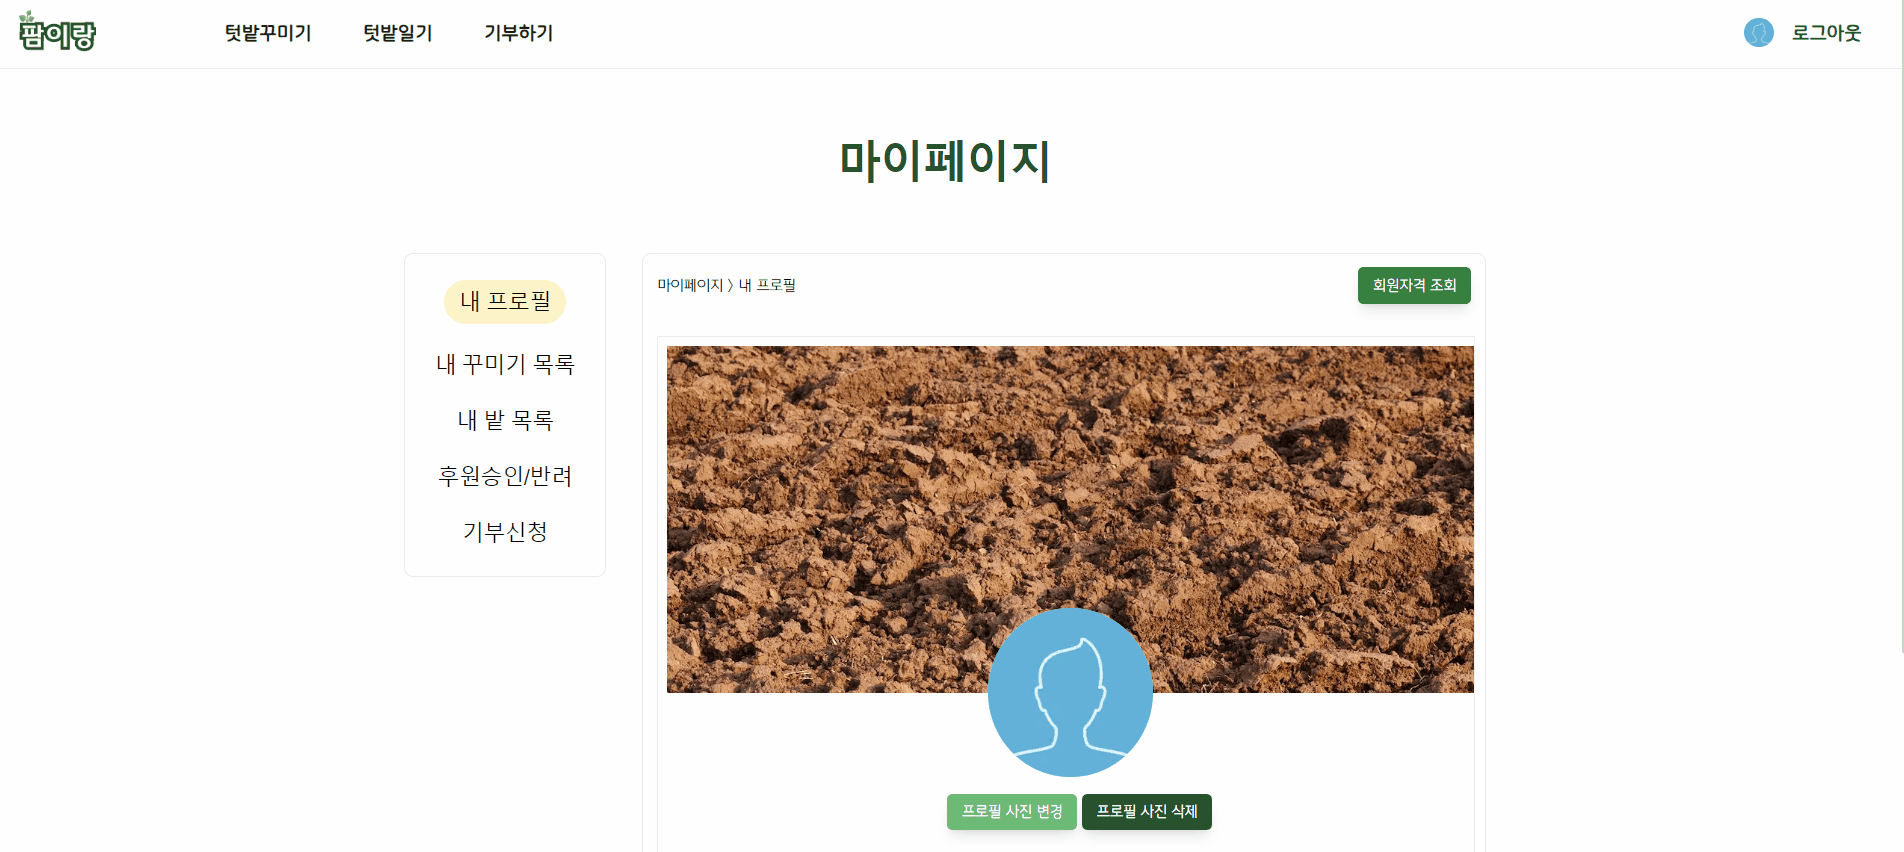 팜이랑
텃밭꾸미기 텃밭일기 기부하기 로그아웃
마이페이지
내 프로필
내 꾸미기 목록
내 밭 목록
후원승인/반려
기부신청
마이페이지 > 내 프로필
회원자격 조회
프로필 사진 변경 프로필 사진 삭제